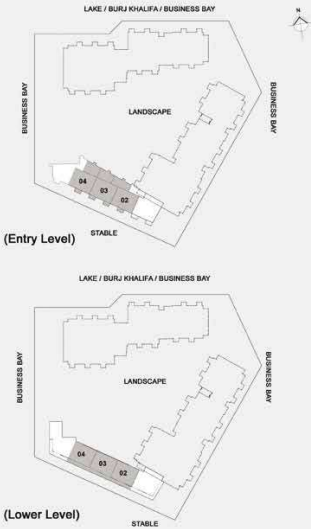 LAKE / BURJ KHALIFA / BUSINESS BAY
N
BUSINESS BAY
BUSINESS BAY
LANDSCAPE
04
03
02
(Entry Level)
STABLE
LAKE / BURJ KHALIFA / BUSINESS BAY
BUSINESS BAY
BUSINESS BAY
LANDSCAPE
04
03
02
(Lower Level)
STABLE